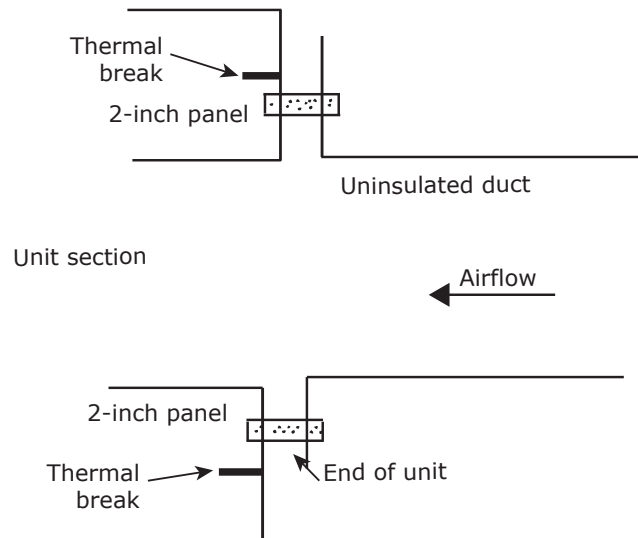 Thermal
break
2-inch panel
Uninsulated duct
Unit section
Airflow
2-inch panel
Thermal
break
End of unit